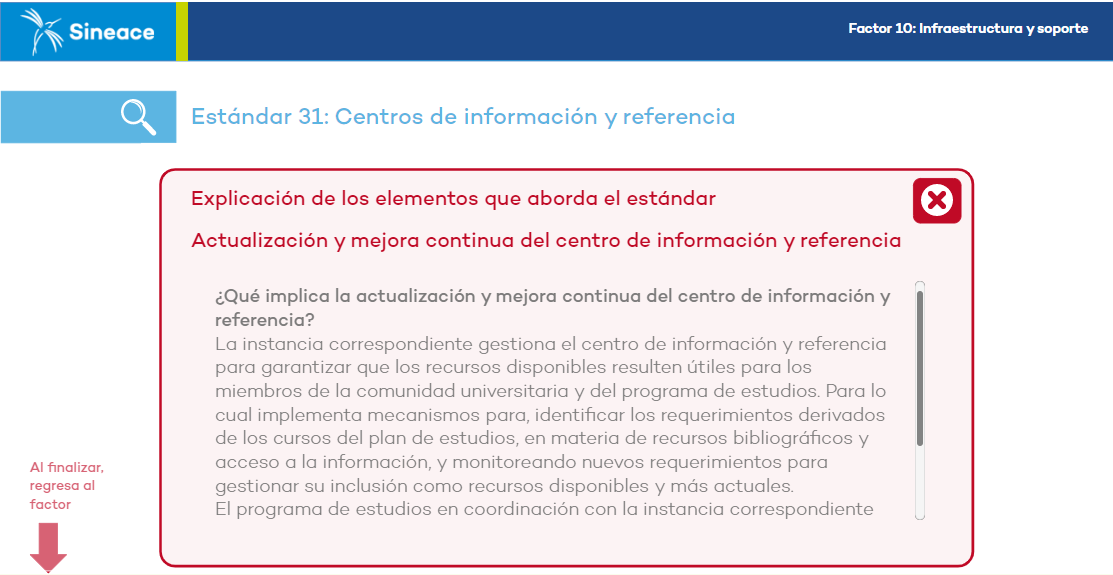 Sineace
Factor 10: Infraestructura y soporte
Estándar 31: Centros de información y referencia
Explicación de los elementos que aborda el estándar
Actualización y mejora continua del centro de información y referencia
¿Qué implica la actualización y mejora continua del centro de información y
referencia?
La instancia correspondiente gestiona el centro de información y referencia
para garantizar que los recursos disponibles resulten útiles para los
miembros de la comunidad universitaria y del programa de estudios. Para lo
cual implementa mecanismos para, identificar los requerimientos derivados
de los cursos del plan de estudios, en materia de recursos bibliográficos y
acceso a la información, y monitoreando nuevos requerimientos para
gestionar su inclusión como recursos disponibles y más actuales.
El programa de estudios en coordinación con la instancia correspondiente
Al finalizar,
regresa al
factor